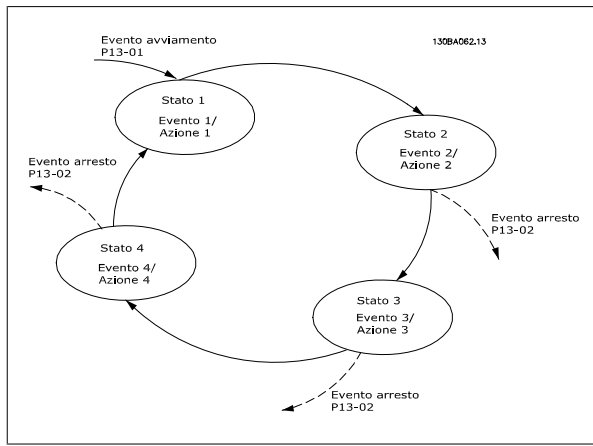 Evento avviamento
P13-01
130BA062.13
Stato 1
Evento 1/
Azione 1
Stato 2
Evento 2/
Azione 2
Evento arresto
P13-02
Evento arresto
P13-02
Stato 4
Evento 4/
Azione 4
Stato 3
Evento 3/
Azione 3
Evento arresto
P13-02